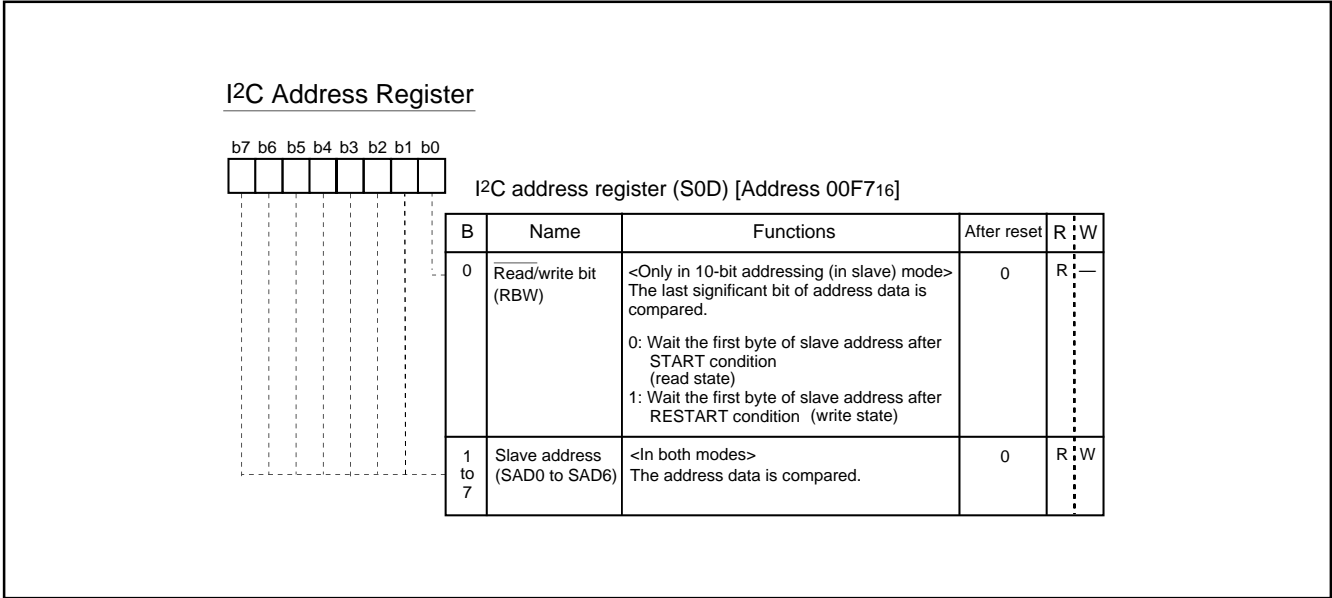 I2C Address Register
b7 b6 b5 b4 b3 b2 b1 b0
I2C address register (S0D) [Address 00F716]
B Name Functions After reset R W
0 Read/write bit (RBW) <Only in 10-bit addressing (in slave) mode> 0 R —
The last significant bit of address data is
compared.
0: Wait the first byte of slave address after
START condition
(read state)
1: Wait the first byte of slave address after
RESTART condition (write state)
1 to 7 Slave address (SAD0 to SAD6) <In both modes> 0 R W
The address data is compared.